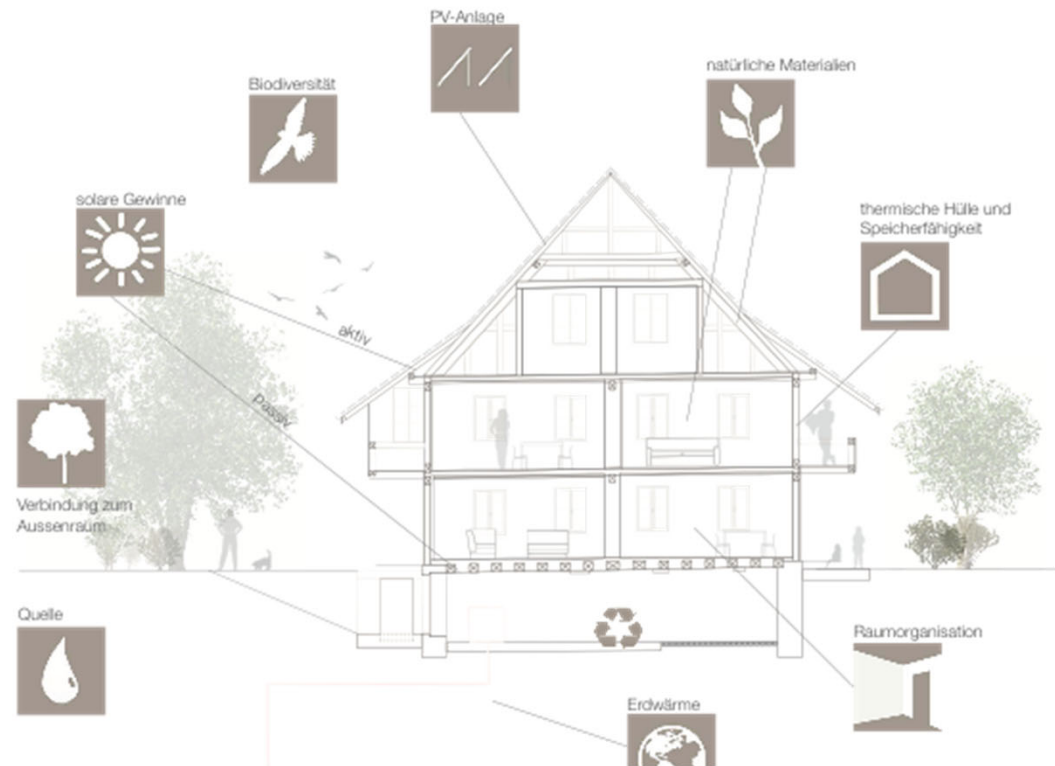 PV-Anlage
natürliche Materialien
Biodiversität
solare Gewinne
thermische Hülle und
Speicherfähigkeit
aktiv
passiv
Verbindung zum
Aussenraum
Quelle
Raumorganisation
Erdwärme